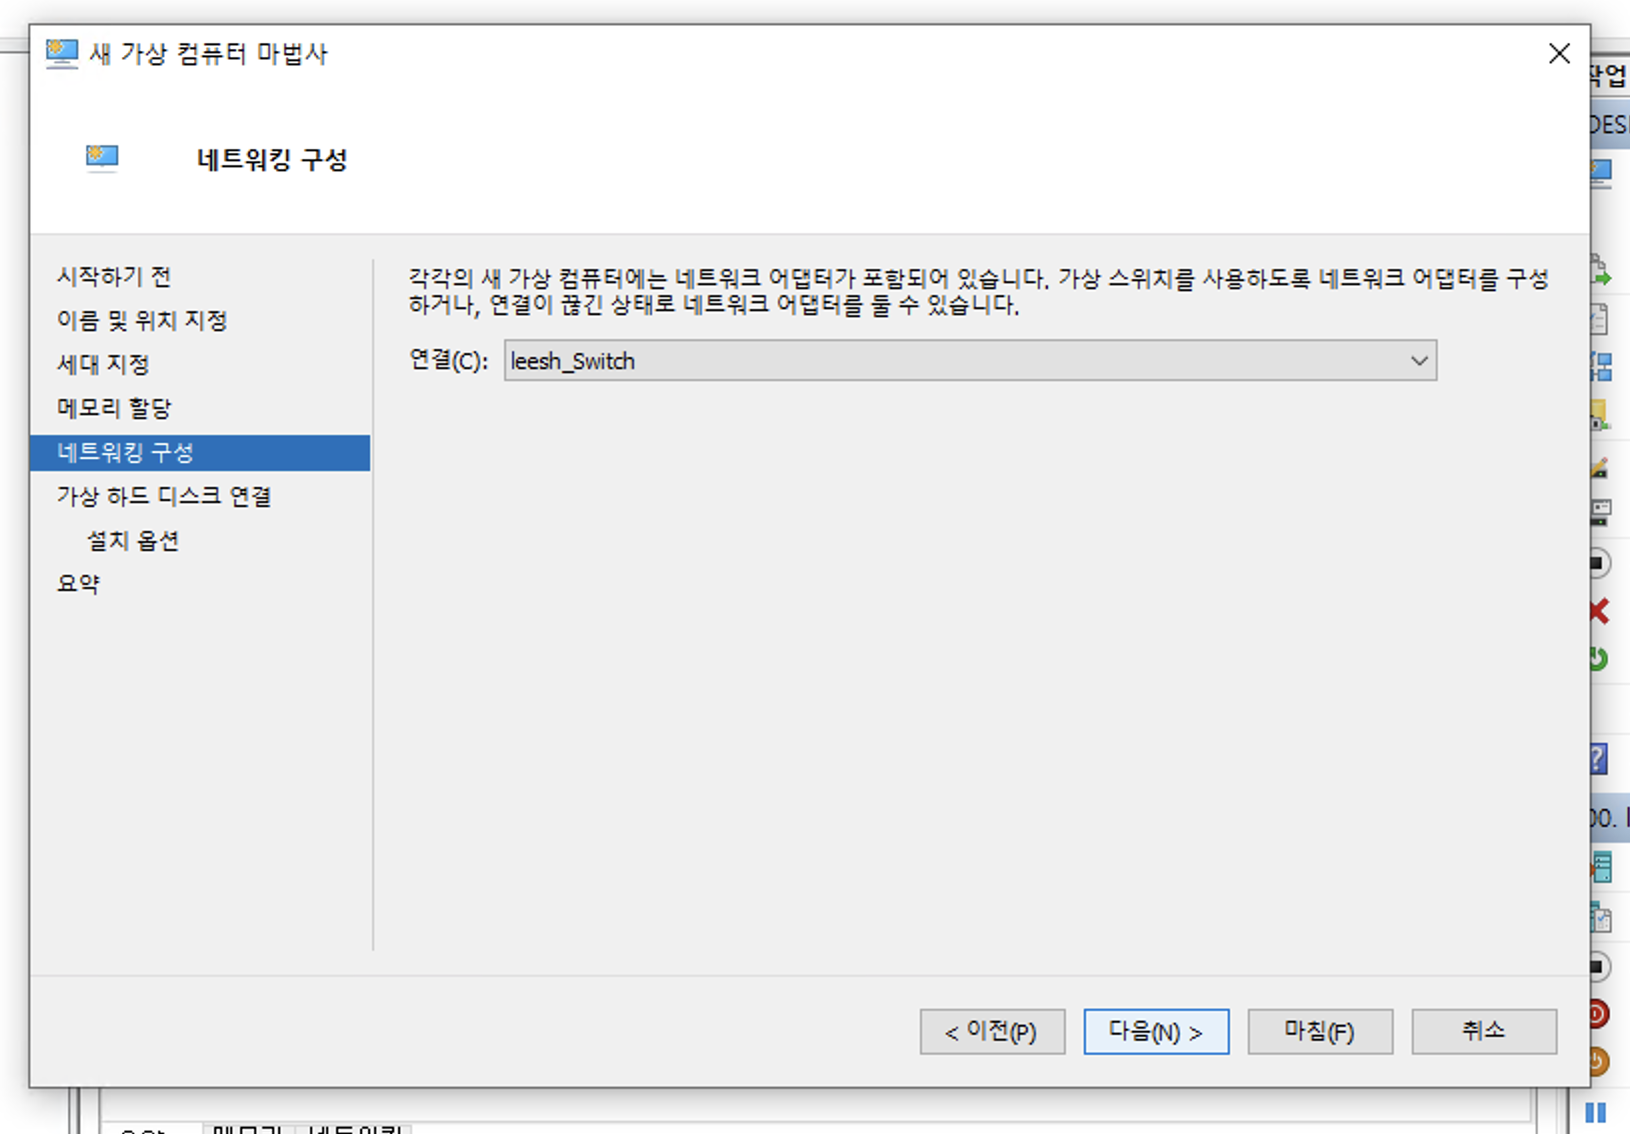 새 가상 컴퓨터 마법사
네트워킹 구성
시작하기 전
이름 및 위치 지정
세대 지정
메모리 할당
네트워킹 구성
가상 하드 디스크 연결
설치 옵션
요약
각각의 새 가상 컴퓨터에는 네트워크 어댑터가 포함되어 있습니다. 가상 스위치를 사용하도록 네트워크 어댑터를 구성
하거나, 연결이 끊긴 상태로 네트워크 어댑터를 둘 수 있습니다.
연결(C): leesh_Switch
< 이전(P) 다음(N) > 마침(F) 취소
작업
DES
00.
메모리 네트워킹